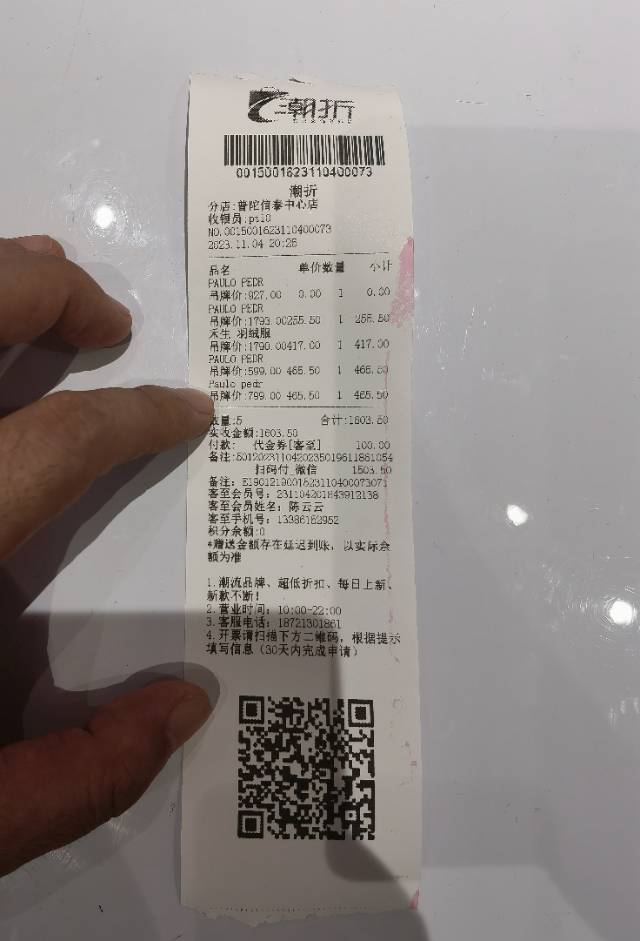 潮折
0015001623110400073
潮折
分店:普陀信泰中心店
收银员:ps10
NO.0015001623110400073
2023.11.04 20:26
品名 单价数量 小计
PAULO PEDR
吊牌价:927.00 0.00 1 0.00
PAULO PEDR
吊牌价:1793.00255.50 1 255.50
禾生 羽绒服
吊牌价:1790.00417.00 1 417.00
PAULO PEDR
吊牌价:599.00 465.50 1 465.50
Paulo pedr
吊牌价:799.00 465.50 1 465.50
数量:5 合计:1603.50
实收金额:1603.50
付款: 代金券[客至] 100.00
备注:5012023110420235019611861054
扫码付_微信 1503.50
备注: E1901219001623110400073071
客至会员号: 231104201843912138
客至会员姓名: 陈云云
客至手机号: 13386162952
积分余额:0
*赠送金额存在延迟到账，以实际余
额为准
1.潮流品牌、超低折扣、每日上新、
新款不断!
2.营业时间: 10:00-22:00
3.客服电话: 18721301861
4.开票请扫描下方二维码，根据提示
填写信息（30天内完成申请）